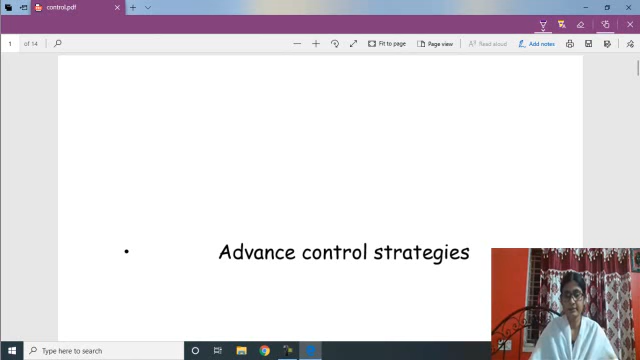 control.pdf
1 of 14 Fit to page Page view Read aloud Add notes
• Advance control strategies
Type here to search